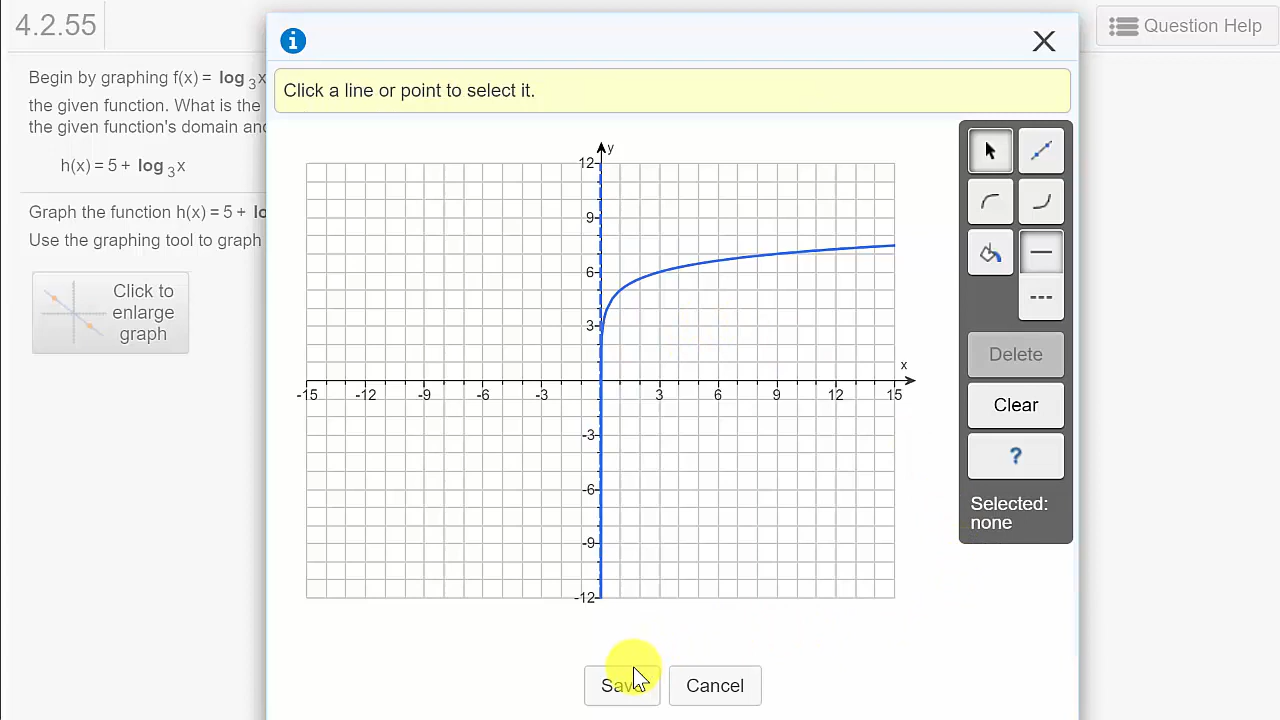 4.2.55
Question Help
Begin by graphing f(x) = log 3 x
the given function. What is the
the given function's domain and
h(x) = 5 + log 3 x
Graph the function h(x) = 5 +
Use the graphing tool to graph
Click to
enlarge
graph
i
Click a line or point to select it.
y
12
9
6
3
x
-15 -12 -9 -6 -3 3 6 9 12 15
-3
-6
-9
-12
Delete
Clear
?
Selected:
none
Save Cancel